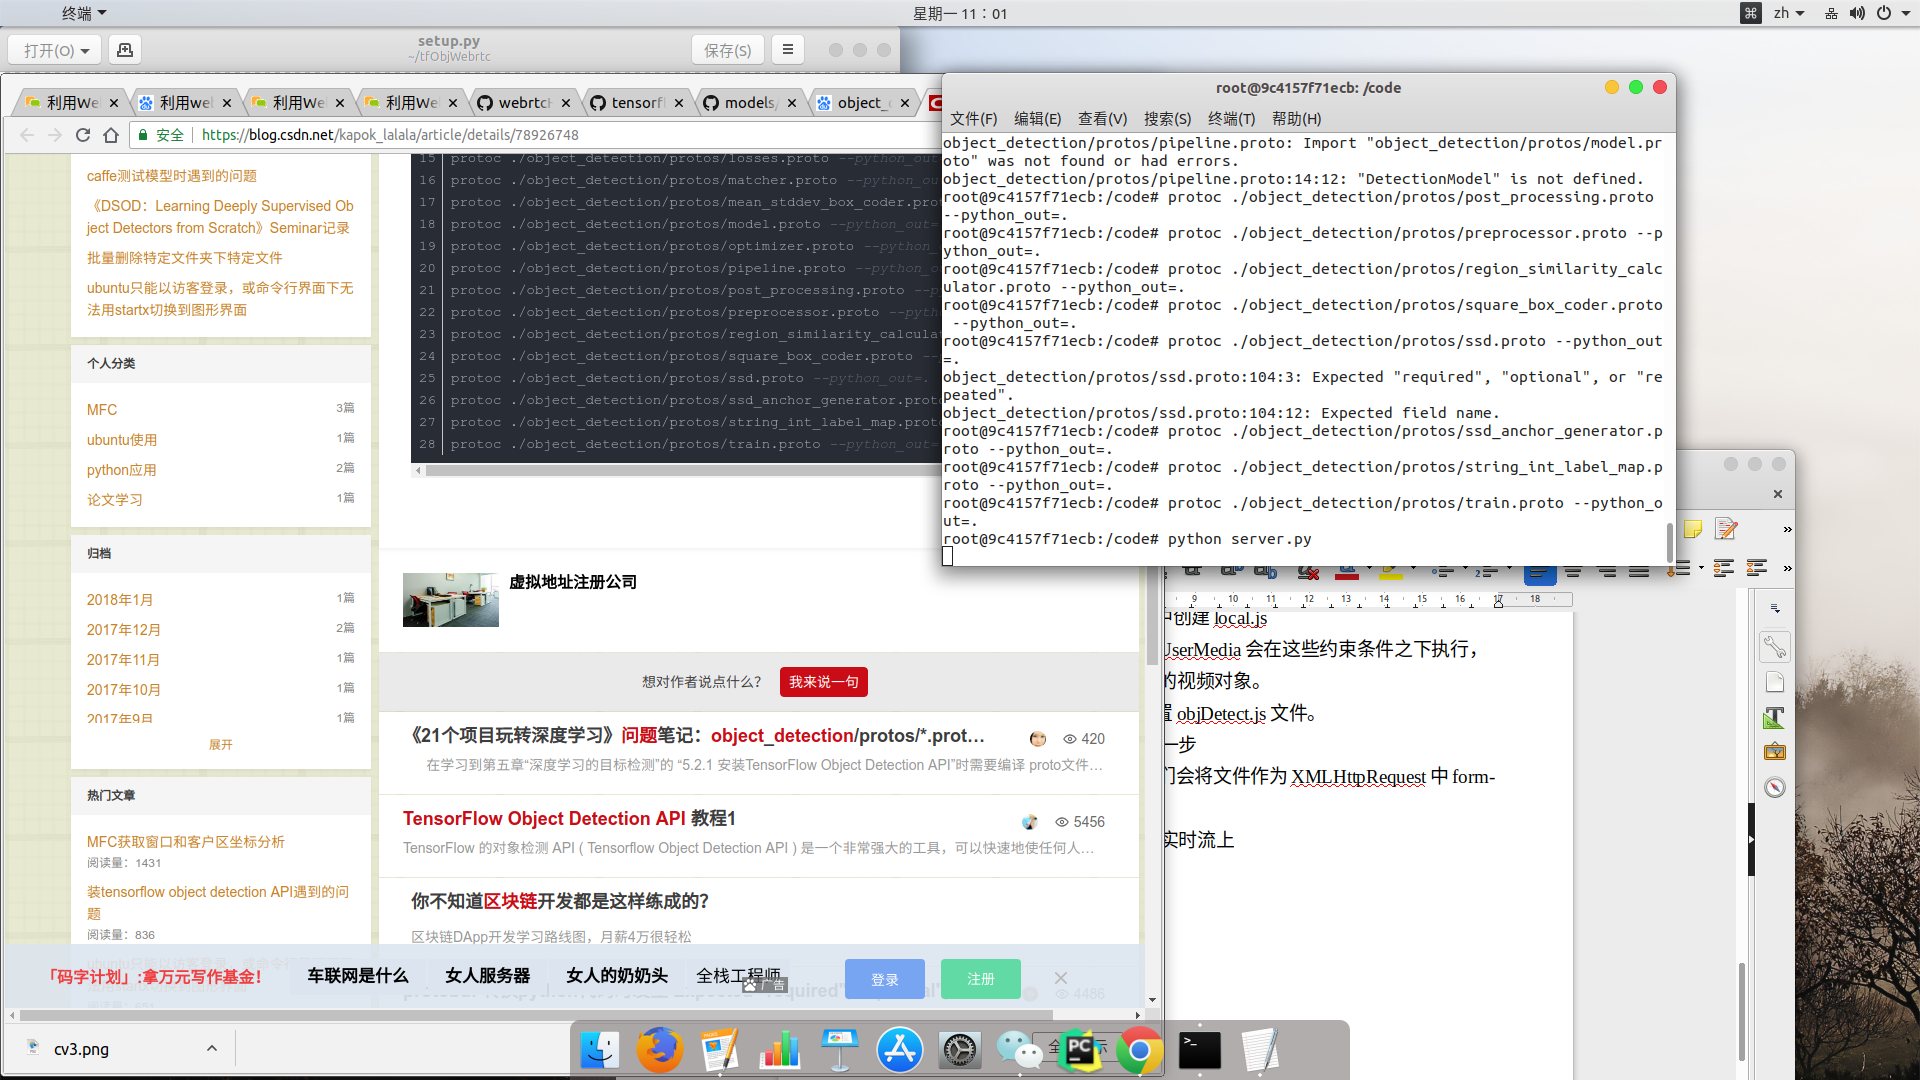 终端
星期一 11：01
zh
打开(O)
setup.py
~/tfObjWebrtc
保存(S)
利用We
利用wel
利用We
利用We
webrtcH
tensorfl
models/
object_
安全
https://blog.csdn.net/kapok_lalala/article/details/78926748
caffe测试模型时遇到的问题
《DSOD：Learning Deeply Supervised Ob
ject Detectors from Scratch》Seminar记录
批量删除特定文件夹下特定文件
ubuntu只能以访客登录，或命令行界面下无
法用startx切换到图形界面
个人分类
MFC 3篇
ubuntu使用 1篇
python应用 2篇
论文学习 1篇
归档
2018年1月 1篇
2017年12月 2篇
2017年11月 1篇
2017年10月 1篇
2017年9月 1篇
展开
热门文章
MFC获取窗口和客户区坐标分析
阅读量：1431
装tensorflow object detection API遇到的问
题
阅读量：836
15 protoc ./object_detection/protos/losses.proto --python_out
16 protoc ./object_detection/protos/matcher.proto --python_ou
17 protoc ./object_detection/protos/mean_stddev_box_coder.prot
18 protoc ./object_detection/protos/model.proto --python_out=
19 protoc ./object_detection/protos/optimizer.proto --python_
20 protoc ./object_detection/protos/pipeline.proto --python_o
21 protoc ./object_detection/protos/post_processing.proto --py
22 protoc ./object_detection/protos/preprocessor.proto --pyth
23 protoc ./object_detection/protos/region_similarity_calculat
24 protoc ./object_detection/protos/square_box_coder.proto --
25 protoc ./object_detection/protos/ssd.proto --python_out=.
26 protoc ./object_detection/protos/ssd_anchor_generator.proto
27 protoc ./object_detection/protos/string_int_label_map.proto
28 protoc ./object_detection/protos/train.proto --python_out=
虚拟地址注册公司
想对作者说点什么？ 我来说一句
《21个项目玩转深度学习》问题笔记：object_detection/protos/*.prot… 420
在学习到第五章“深度学习的目标检测”的 “5.2.1 安装TensorFlow Object Detection API”时需要编译 proto文件…
TensorFlow Object Detection API 教程1 5456
TensorFlow 的对象检测 API ( Tensorflow Object Detection API ) 是一个非常强大的工具，可以快速地使任何人…
你不知道区块链开发都是这样练成的？
区块链DApp开发学习路线图，月薪4万很轻松
「码字计划」:拿万元写作基金！
车联网是什么
女人服务器
女人的奶奶头
全栈工程师
广告
登录
注册
4486
cv3.png
root@9c4157f71ecb: /code
文件(F) 编辑(E) 查看(V) 搜索(S) 终端(T) 帮助(H)
object_detection/protos/pipeline.proto: Import "object_detection/protos/model.pr
oto" was not found or had errors.
object_detection/protos/pipeline.proto:14:12: "DetectionModel" is not defined.
root@9c4157f71ecb:/code# protoc ./object_detection/protos/post_processing.proto
--python_out=.
root@9c4157f71ecb:/code# protoc ./object_detection/protos/preprocessor.proto --p
ython_out=.
root@9c4157f71ecb:/code# protoc ./object_detection/protos/region_similarity_calc
ulator.proto --python_out=.
root@9c4157f71ecb:/code# protoc ./object_detection/protos/square_box_coder.proto
 --python_out=.
root@9c4157f71ecb:/code# protoc ./object_detection/protos/ssd.proto --python_out
=.
object_detection/protos/ssd.proto:104:3: Expected "required", "optional", or "re
peated".
object_detection/protos/ssd.proto:104:12: Expected field name.
root@9c4157f71ecb:/code# protoc ./object_detection/protos/ssd_anchor_generator.p
roto --python_out=.
root@9c4157f71ecb:/code# protoc ./object_detection/protos/string_int_label_map.p
roto --python_out=.
root@9c4157f71ecb:/code# protoc ./object_detection/protos/train.proto --python_o
ut=.
root@9c4157f71ecb:/code# python server.py
9 10 11 12 13 14 15 16 17 18
创建 local.js
UserMedia 会在这些约束条件之下执行，
的视频对象。
objDetect.js 文件。
一步
们会将文件作为 XMLHttpRequest 中 form-
实时流上